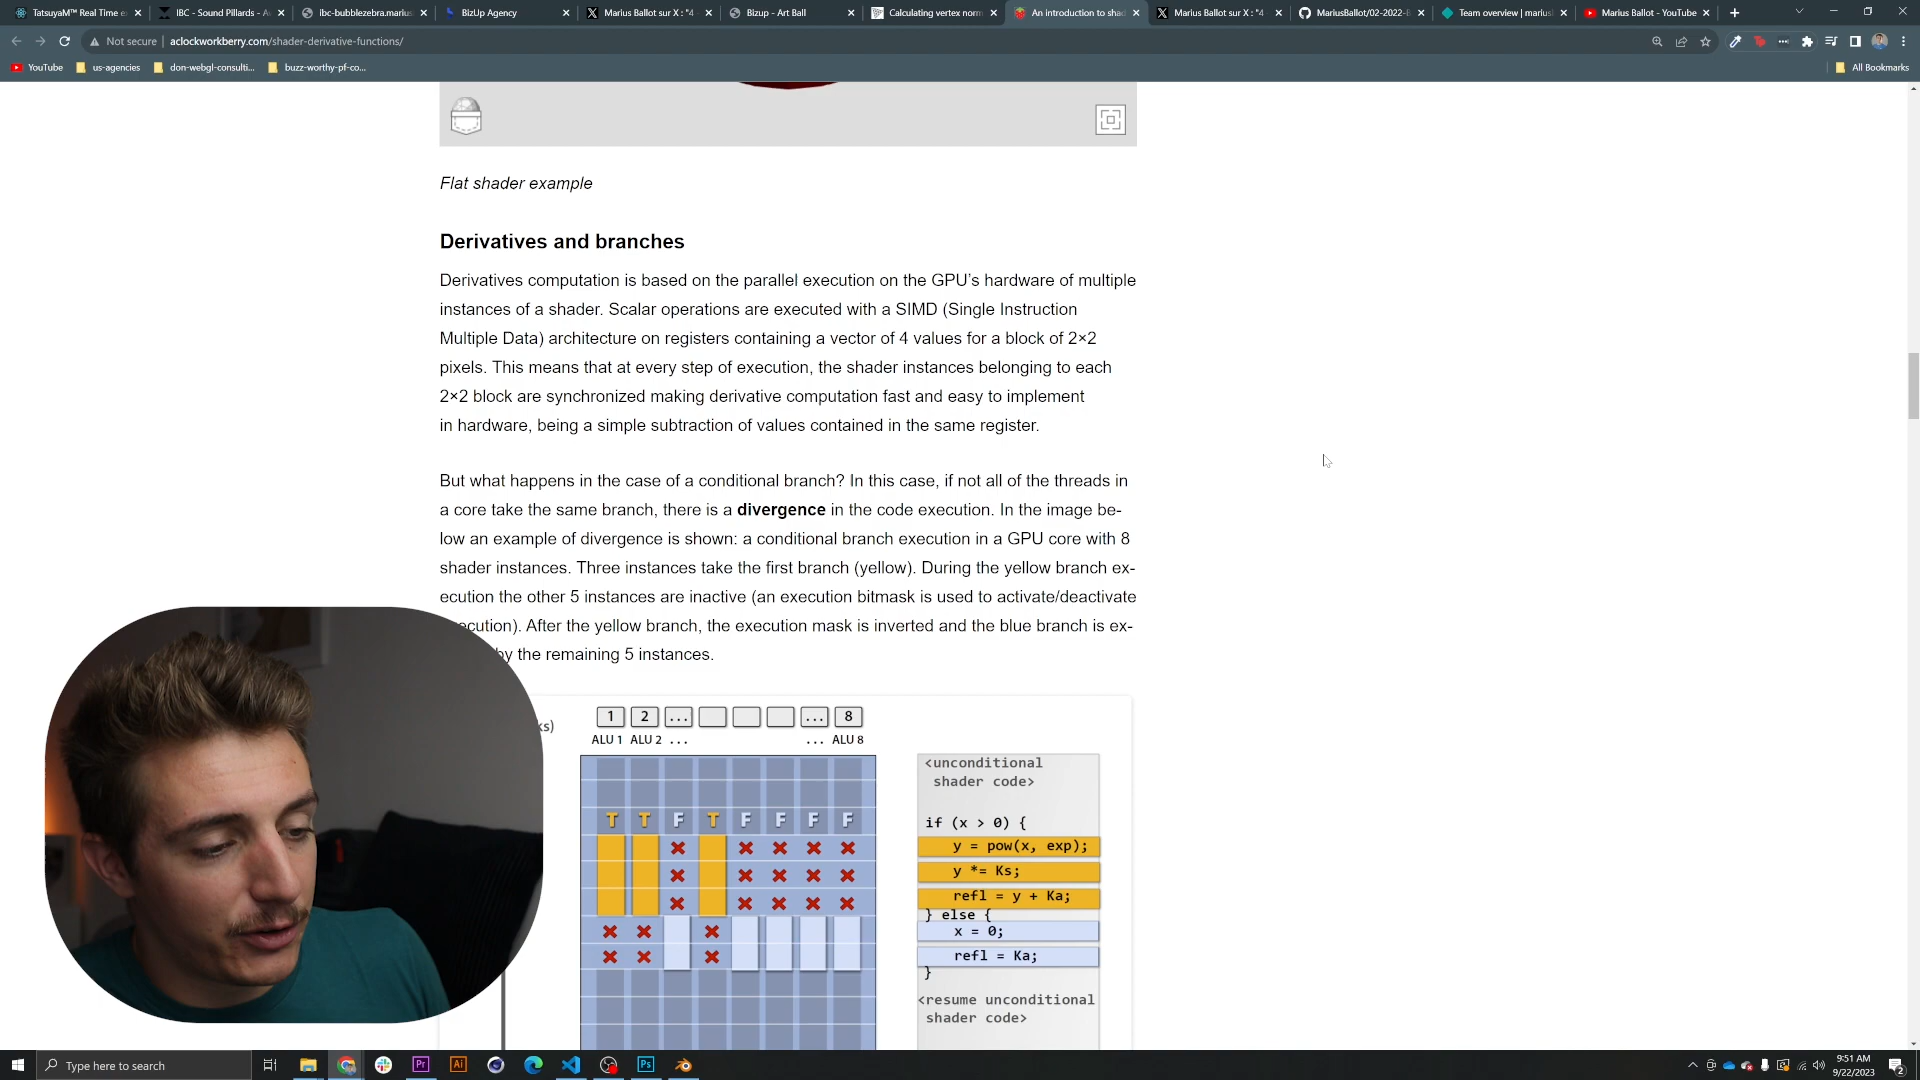 TatsuyaM™ Real Time e
IBC - Sound Pillards - A
ibc-bubblezebra.marius
BizUp Agency
Marius Ballot sur X : "4
Bizup - Art Ball
Calculating vertex norm
An introduction to shad
Marius Ballot sur X : "4
MariusBallot/02-2022-B
Team overview | marius
Marius Ballot - YouTube
Not secure
aclockworkberry.com/shader-derivative-functions/
YouTube
us-agencies
don-webgl-consulti...
buzz-worthy-pf-co...
All Bookmarks
Flat shader example
Derivatives and branches
Derivatives computation is based on the parallel execution on the GPU’s hardware of multiple
instances of a shader. Scalar operations are executed with a SIMD (Single Instruction
Multiple Data) architecture on registers containing a vector of 4 values for a block of 2×2
pixels. This means that at every step of execution, the shader instances belonging to each
2×2 block are synchronized making derivative computation fast and easy to implement
in hardware, being a simple subtraction of values contained in the same register.
But what happens in the case of a conditional branch? In this case, if not all of the threads in
a core take the same branch, there is a divergence in the code execution. In the image be-
low an example of divergence is shown: a conditional branch execution in a GPU core with 8
shader instances. Three instances take the first branch (yellow). During the yellow branch ex-
ecution the other 5 instances are inactive (an execution bitmask is used to activate/deactivate
ecution). After the yellow branch, the execution mask is inverted and the blue branch is ex-
by the remaining 5 instances.
ks)
1 2 ... ... 8
ALU 1 ALU 2 ... ... ALU 8
T T F T F F F F
<unconditional
shader code>
if (x > 0) {
y = pow(x, exp);
y *= Ks;
refl = y + Ka;
} else {
x = 0;
refl = Ka;
}
<resume unconditional
shader code>
Type here to search
Pr
Ai
Ps
9:51 AM
9/22/2023
2